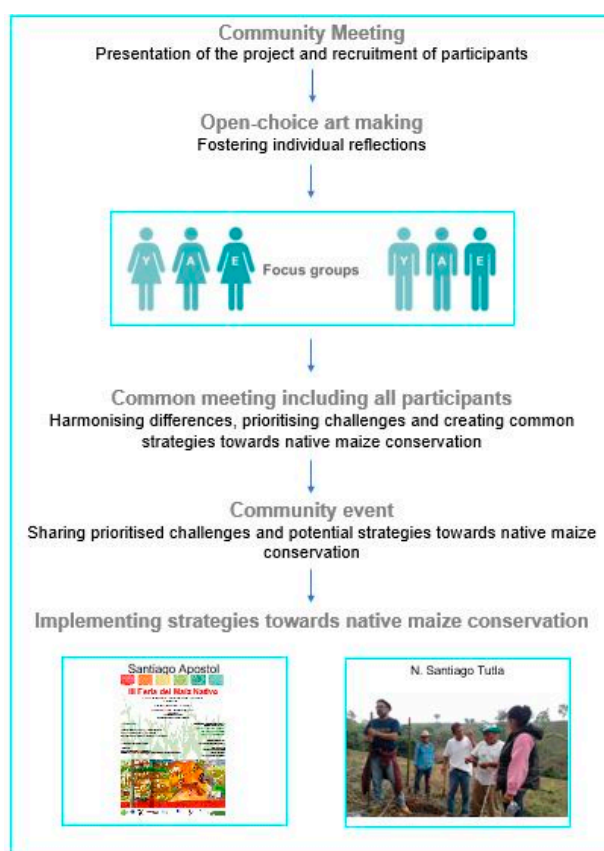 Community Meeting
Presentation of the project and recruitment of participants
Open-choice art making
Fostering individual reflections
Y A E Focus groups Y A E
Common meeting including all participants
Harmonising differences, prioritising challenges and creating common
strategies towards native maize conservation
Community event
Sharing prioritised challenges and potential strategies towards native maize
conservation
Implementing strategies towards native maize conservation
Santiago Apostol
III Feria del Maíz Nativo
N. Santiago Tutla